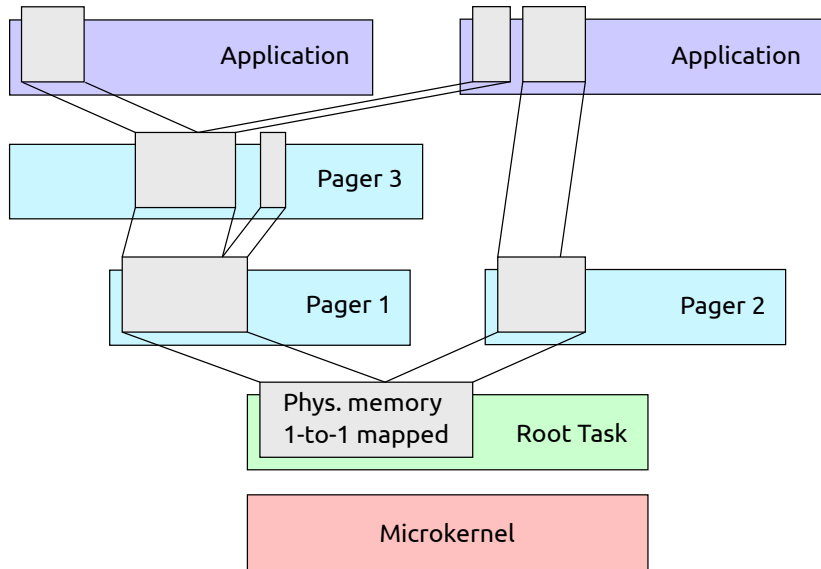 Application
Application
Pager 3
Pager 1
Pager 2
Phys. memory
1-to-1 mapped
Root Task
Microkernel